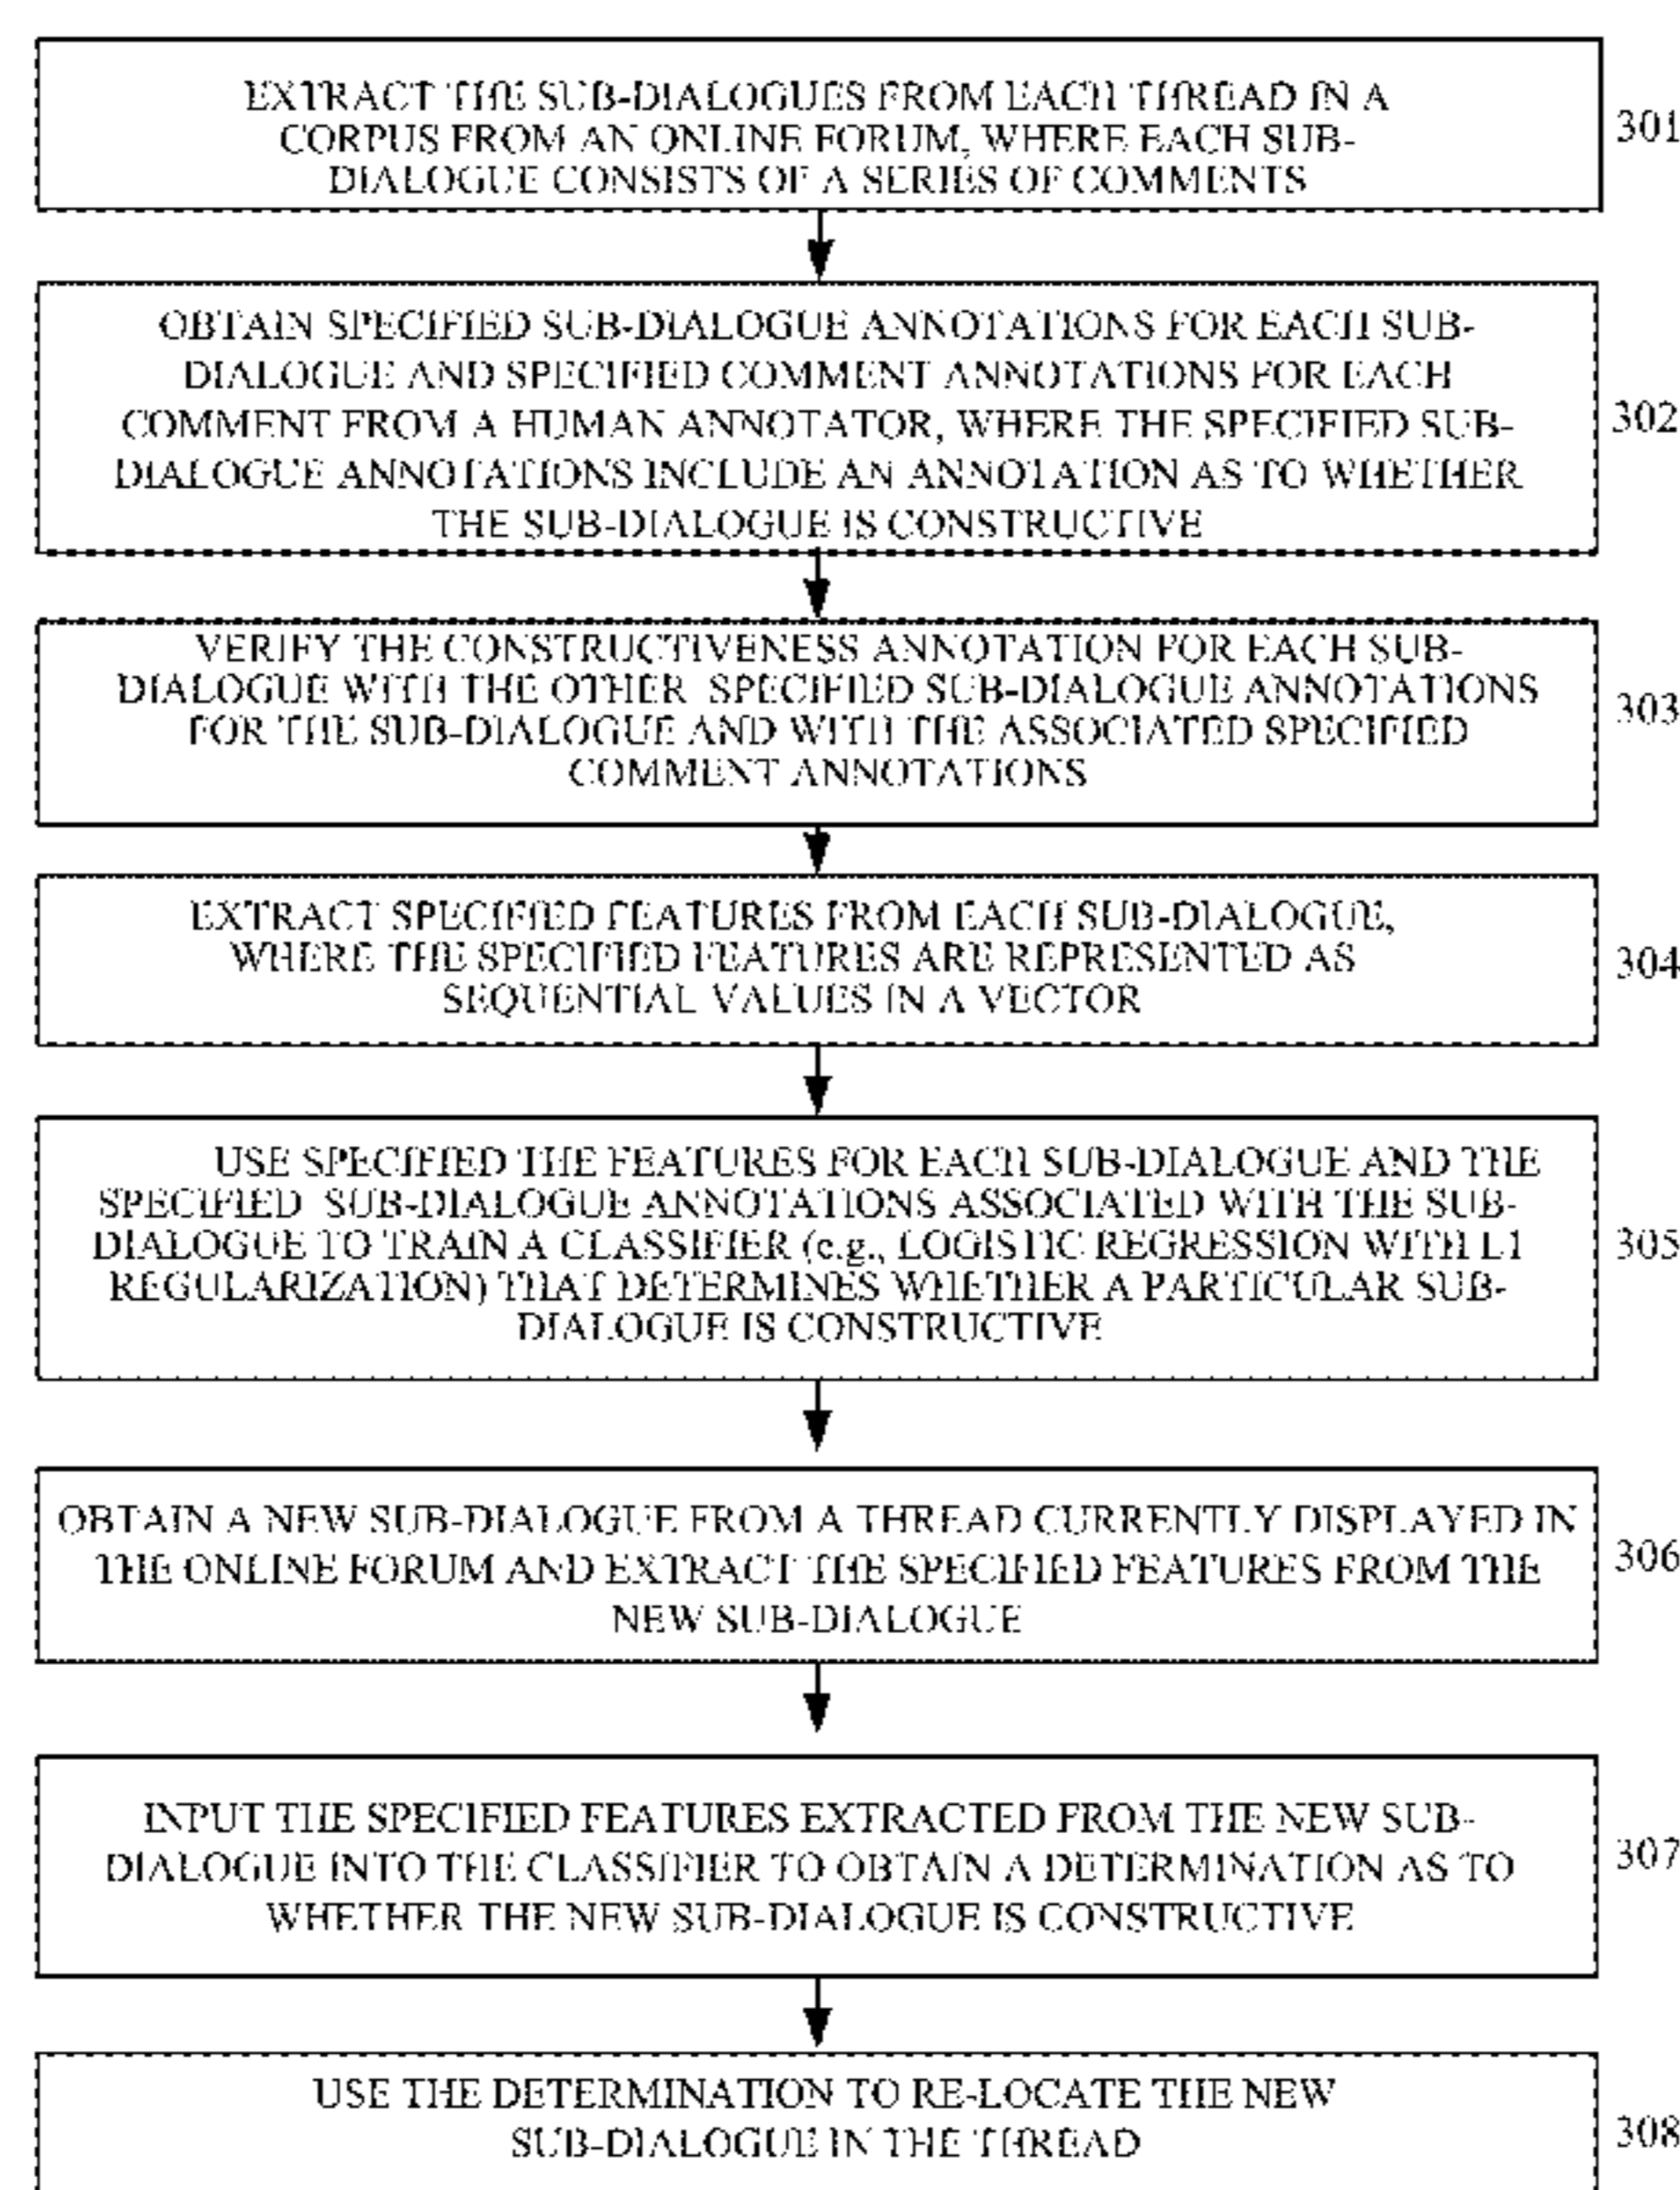 EXTRACT THE SUB-DIALOGUES FROM EACH THREAD IN A
CORPUS FROM AN ONLINE FORUM, WHERE EACH SUB-
DIALOGUE CONSISTS OF A SERIES OF COMMENTS
301
OBTAIN SPECIFIED SUB-DIALOGUE ANNOTATIONS FOR EACH SUB-
DIALOGUE AND SPECIFIED COMMENT ANNOTATIONS FOR EACH
COMMENT FROM A HUMAN ANNOTATOR, WHERE THE SPECIFIED SUB-
DIALOGUE ANNOTATIONS INCLUDE AN ANNOTATION AS TO WHETHER
THE SUB-DIALOGUE IS CONSTRUCTIVE
302
VERIFY THE CONSTRUCTIVENESS ANNOTATION FOR EACH SUB-
DIALOGUE WITH THE OTHER SPECIFIED SUB-DIALOGUE ANNOTATIONS
FOR THE SUB-DIALOGUE AND WITH THE ASSOCIATED SPECIFIED
COMMENT ANNOTATIONS
303
EXTRACT SPECIFIED FEATURES FROM EACH SUB-DIALOGUE,
WHERE THE SPECIFIED FEATURES ARE REPRESENTED AS
SEQUENTIAL VALUES IN A VECTOR
304
USE SPECIFIED THE FEATURES FOR EACH SUB-DIALOGUE AND THE
SPECIFIED SUB-DIALOGUE ANNOTATIONS ASSOCIATED WITH THE SUB-
DIALOGUE TO TRAIN A CLASSIFIER (e.g., LOGISTIC REGRESSION WITH L1
REGULARIZATION) THAT DETERMINES WHETHER A PARTICULAR SUB-
DIALOGUE IS CONSTRUCTIVE
305
OBTAIN A NEW SUB-DIALOGUE FROM A THREAD CURRENTLY DISPLAYED IN
THE ONLINE FORUM AND EXTRACT THE SPECIFIED FEATURES FROM THE
NEW SUB-DIALOGUE
306
INPUT THE SPECIFIED FEATURES EXTRACTED FROM THE NEW SUB-
DIALOGUE INTO THE CLASSIFIER TO OBTAIN A DETERMINATION AS TO
WHETHER THE NEW SUB-DIALOGUE IS CONSTRUCTIVE
307
USE THE DETERMINATION TO RE-LOCATE THE NEW
SUB-DIALOGUE IN THE THREAD
308